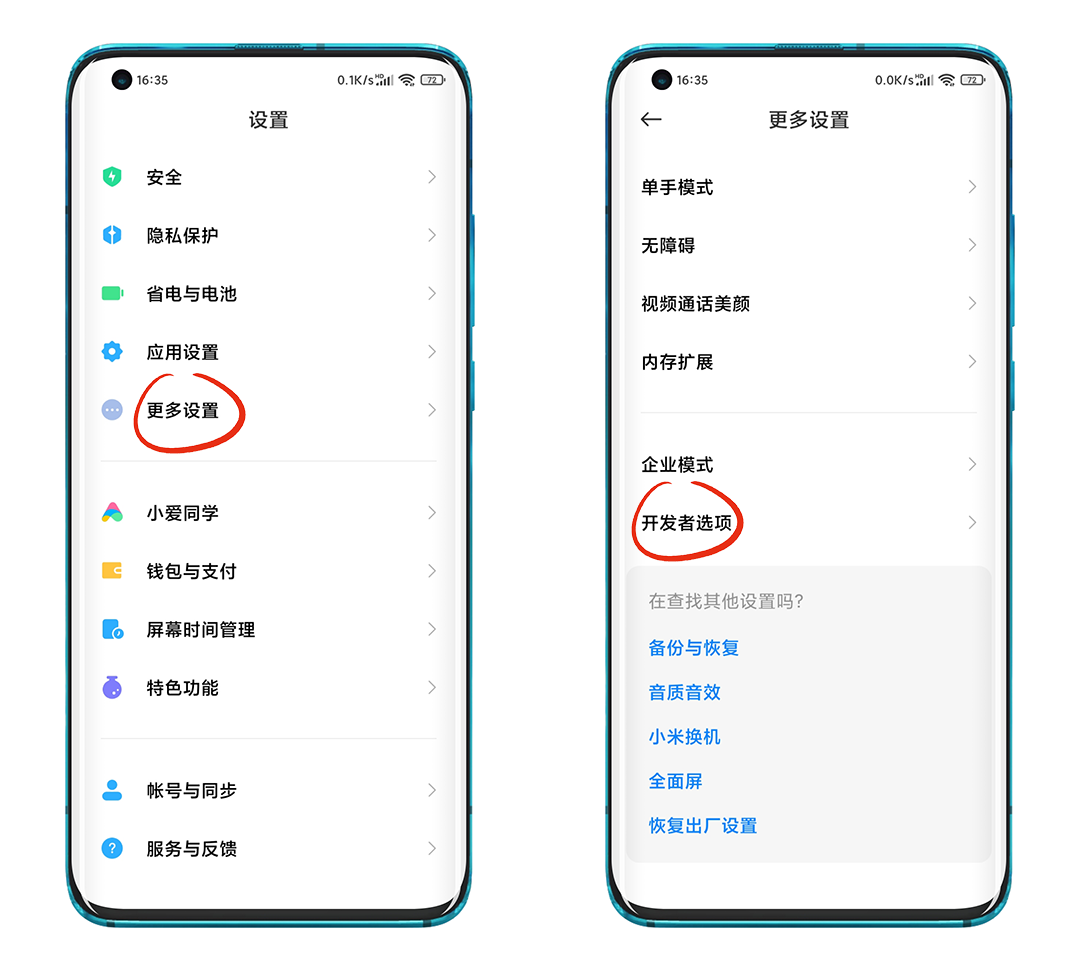 16:35
0.1K/s HD 72
设置
安全
隐私保护
省电与电池
应用设置
更多设置
小爱同学
钱包与支付
屏幕时间管理
特色功能
帐号与同步
服务与反馈
16:35
0.0K/s HD 72
更多设置
单手模式
无障碍
视频通话美颜
内存扩展
企业模式
开发者选项
在查找其他设置吗?
备份与恢复
音质音效
小米换机
全面屏
恢复出厂设置